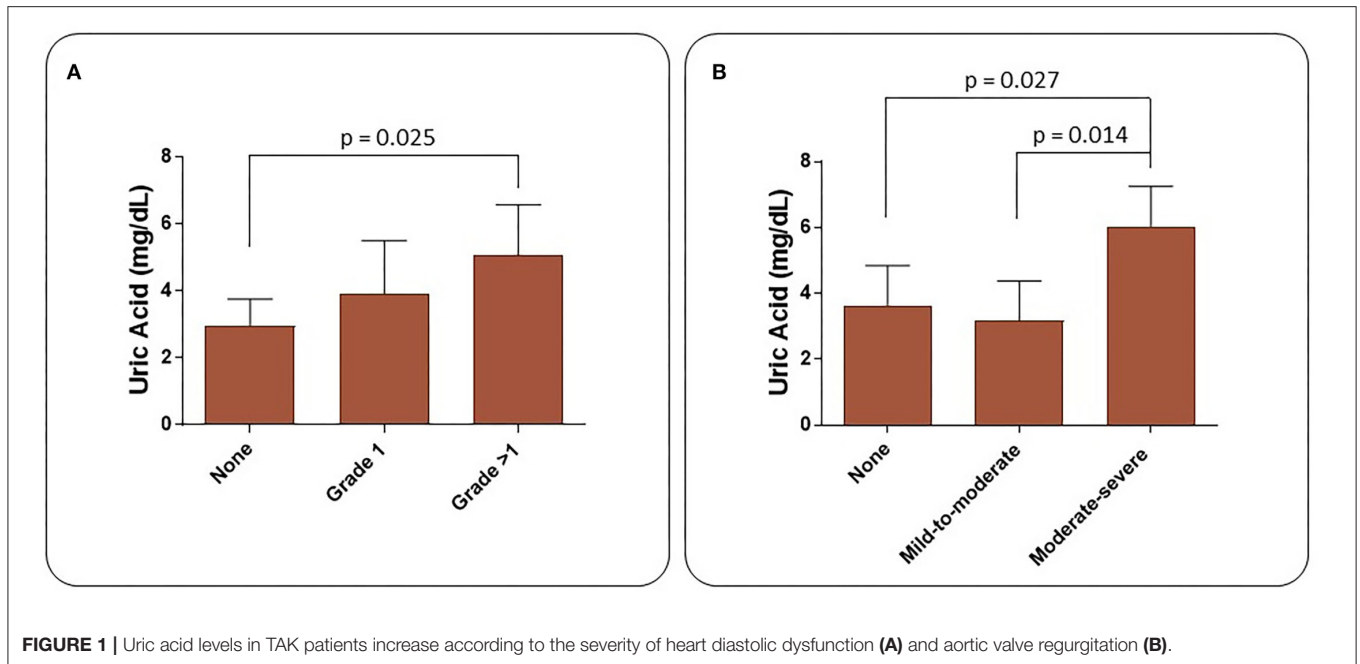 A
p = 0.025
Uric Acid (mg/dL)
8
6
4
2
0
None
Grade 1
Grade >1
B
p = 0.027
p = 0.014
Uric Acid (mg/dL)
8
6
4
2
0
None
Mild-to-moderate
Moderate-severe
FIGURE 1 | Uric acid levels in TAK patients increase according to the severity of heart diastolic dysfunction (A) and aortic valve regurgitation (B).